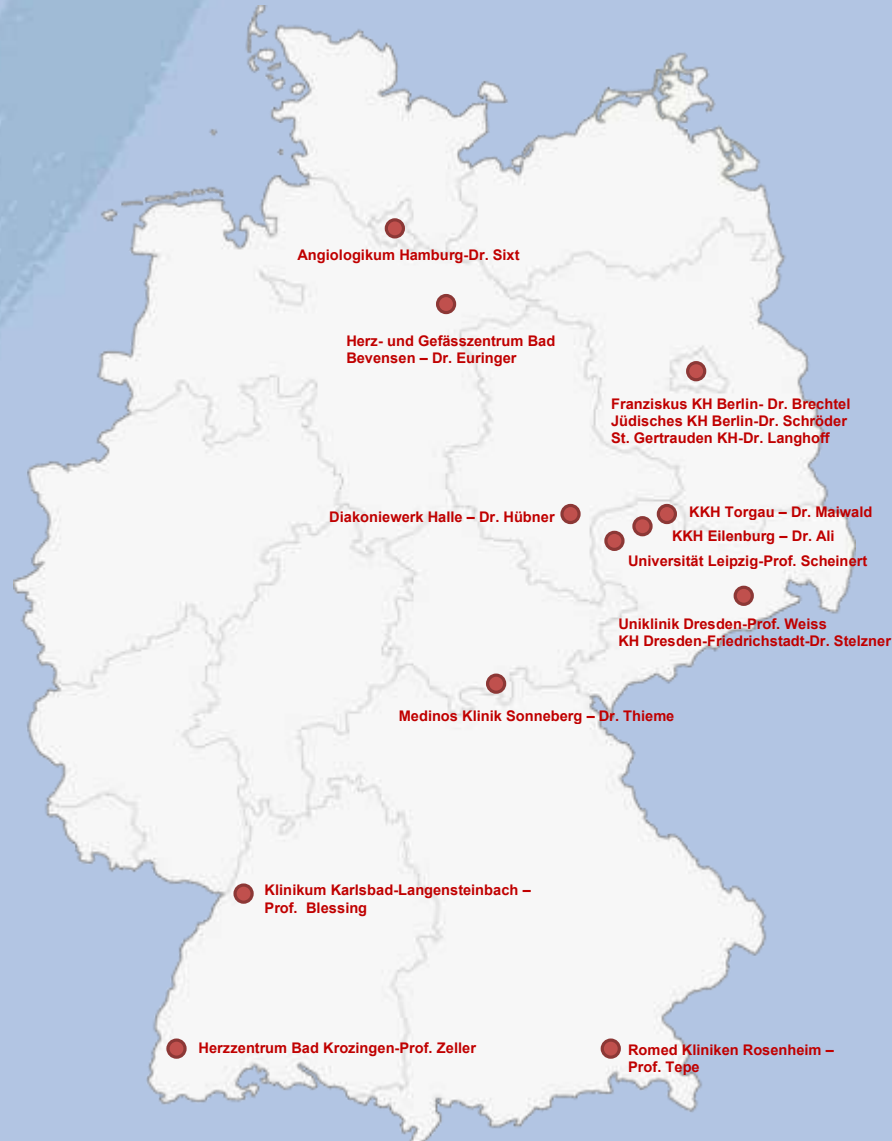 Angiologikum Hamburg-Dr. Sixt
Herz- und Gefässzentrum Bad
Bevensen – Dr. Euringer
Franziskus KH Berlin- Dr. Brechtel
Jüdisches KH Berlin-Dr. Schröder
St. Gertrauden KH-Dr. Langhoff
Diakoniewerk Halle – Dr. Hübner
KKH Torgau – Dr. Maiwald
KKH Eilenburg – Dr. Ali
Universität Leipzig-Prof. Scheinert
Uniklinik Dresden-Prof. Weiss
KH Dresden-Friedrichstadt-Dr. Stelzner
Medinos Klinik Sonneberg – Dr. Thieme
Klinikum Karlsbad-Langensteinbach –
Prof. Blessing
Herzzentrum Bad Krozingen-Prof. Zeller
Romed Kliniken Rosenheim –
Prof. Tepe